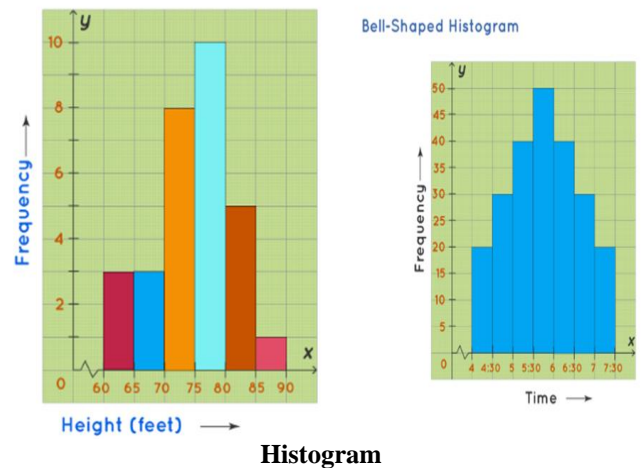 y
10
8
6
4
2
0
60 65 70 75 80 85 90
x
Frequency
Height (feet)
Bell-Shaped Histogram
y
50
45
40
35
30
25
20
15
10
5
0
4 4:30 5 5:30 6 6:30 7 7:30
x
Frequency
Time
Histogram